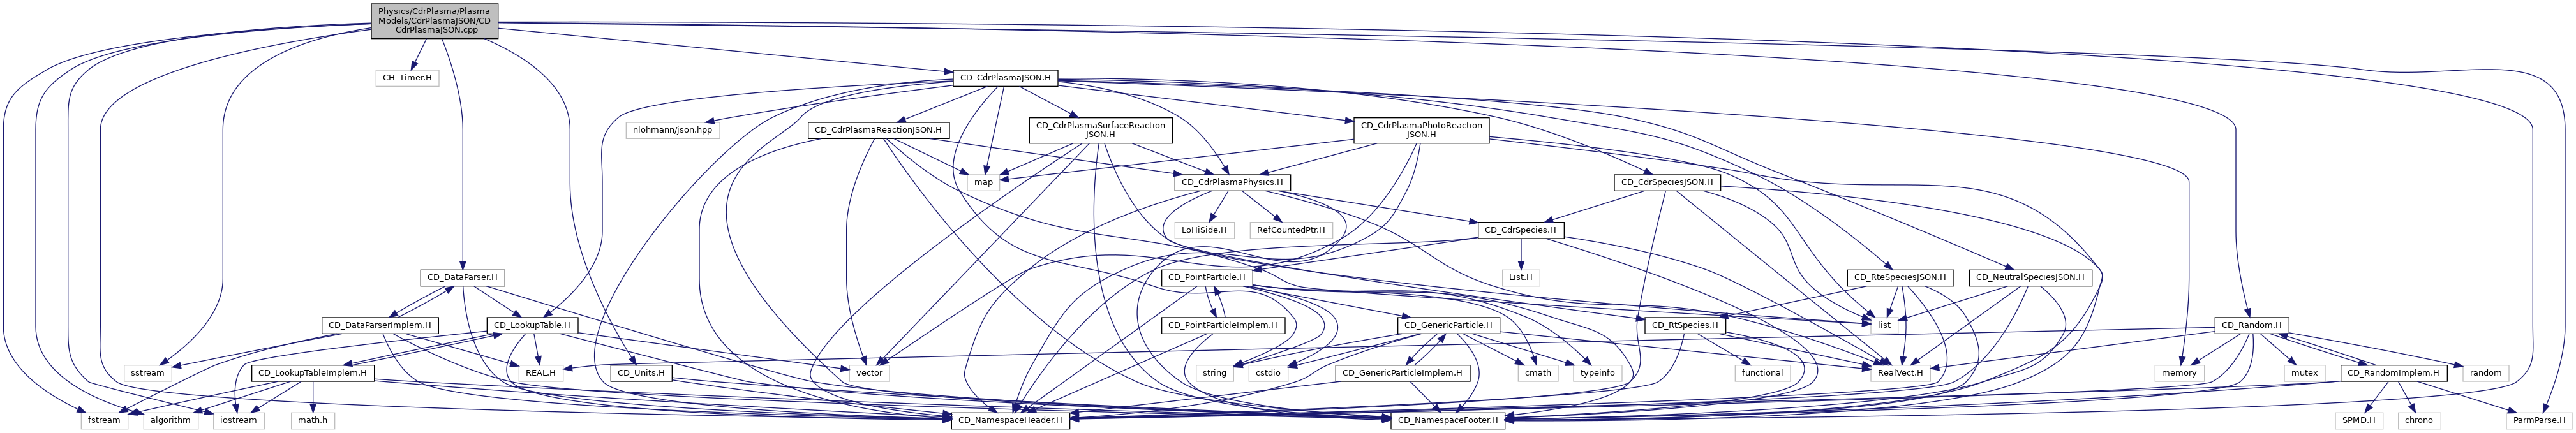 Physics/CdrPlasma/Plasma
Models/CdrPlasmaJSON/CD
_CdrPlasmaJSON.cpp
CH_Timer.H
CD_CdrPlasmaJSON.H
nlohmann/json.hpp
CD_CdrPlasmaReactionJSON.H
CD_CdrPlasmaSurfaceReaction
JSON.H
CD_CdrPlasmaPhotoReaction
JSON.H
map
CD_CdrPlasmaPhysics.H
CD_CdrSpeciesJSON.H
LoHiSide.H
RefCountedPtr.H
CD_CdrSpecies.H
CD_DataParser.H
CD_PointParticle.H
List.H
CD_RteSpeciesJSON.H
CD_NeutralSpeciesJSON.H
CD_DataParserImplem.H
CD_LookupTable.H
CD_PointParticleImplem.H
CD_GenericParticle.H
CD_RtSpecies.H
list
CD_Random.H
sstream
CD_LookupTableImplem.H
REAL.H
CD_Units.H
vector
string
cstdio
CD_GenericParticleImplem.H
cmath
typeinfo
functional
RealVect.H
memory
mutex
CD_RandomImplem.H
random
fstream
algorithm
iostream
math.h
CD_NamespaceHeader.H
CD_NamespaceFooter.H
SPMD.H
chrono
ParmParse.H